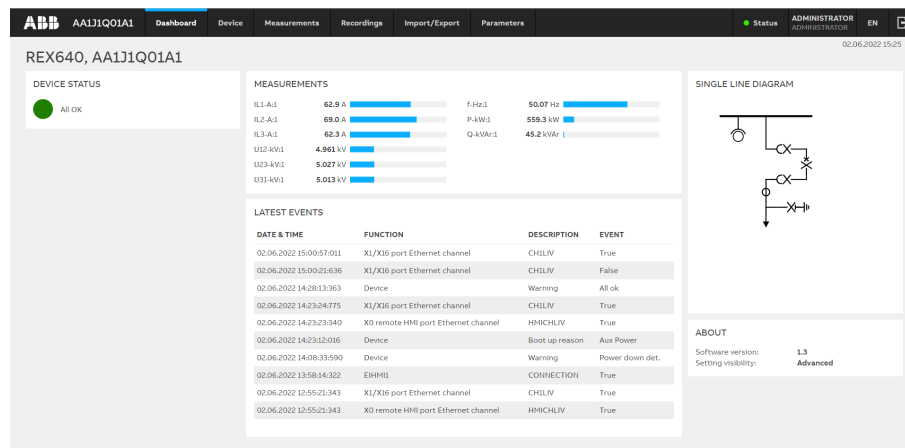 ABB AA1J1Q01A1 Dashboard Device Measurements Recordings Import/Export Parameters Status ADMINISTRATOR EN
ADMINISTRATOR
02.06.2022 15:25
REX640, AA1J1Q01A1
DEVICE STATUS
All OK
MEASUREMENTS
IL1-A:1 62.9 A f-Hz:1 50.07 Hz
IL2-A:1 69.0 A P-kW:1 559.3 kW
IL3-A:1 62.3 A Q-kVAr:1 45.2 kVAr
U12-kV:1 4.961 kV
U23-kV:1 5.027 kV
U31-kV:1 5.013 kV
LATEST EVENTS
DATE & TIME FUNCTION DESCRIPTION EVENT
02.06.2022 15:00:57:011 X1/X16 port Ethernet channel CH1LIV True
02.06.2022 15:00:21:636 X1/X16 port Ethernet channel CH1LIV False
02.06.2022 14:28:13:363 Device Warning All ok
02.06.2022 14:23:24:775 X1/X16 port Ethernet channel CH1LIV True
02.06.2022 14:23:23:340 X0 remote HMI port Ethernet channel HMICHLIV True
02.06.2022 14:23:12:016 Device Boot up reason Aux Power
02.06.2022 14:08:33:590 Device Warning Power down det.
02.06.2022 13:58:14:322 EIHMI1 CONNECTION True
02.06.2022 12:55:21:343 X1/X16 port Ethernet channel CH1LIV True
02.06.2022 12:55:21:343 X0 remote HMI port Ethernet channel HMICHLIV True
SINGLE LINE DIAGRAM
ABOUT
Software version: 1.3
Setting visibility: Advanced